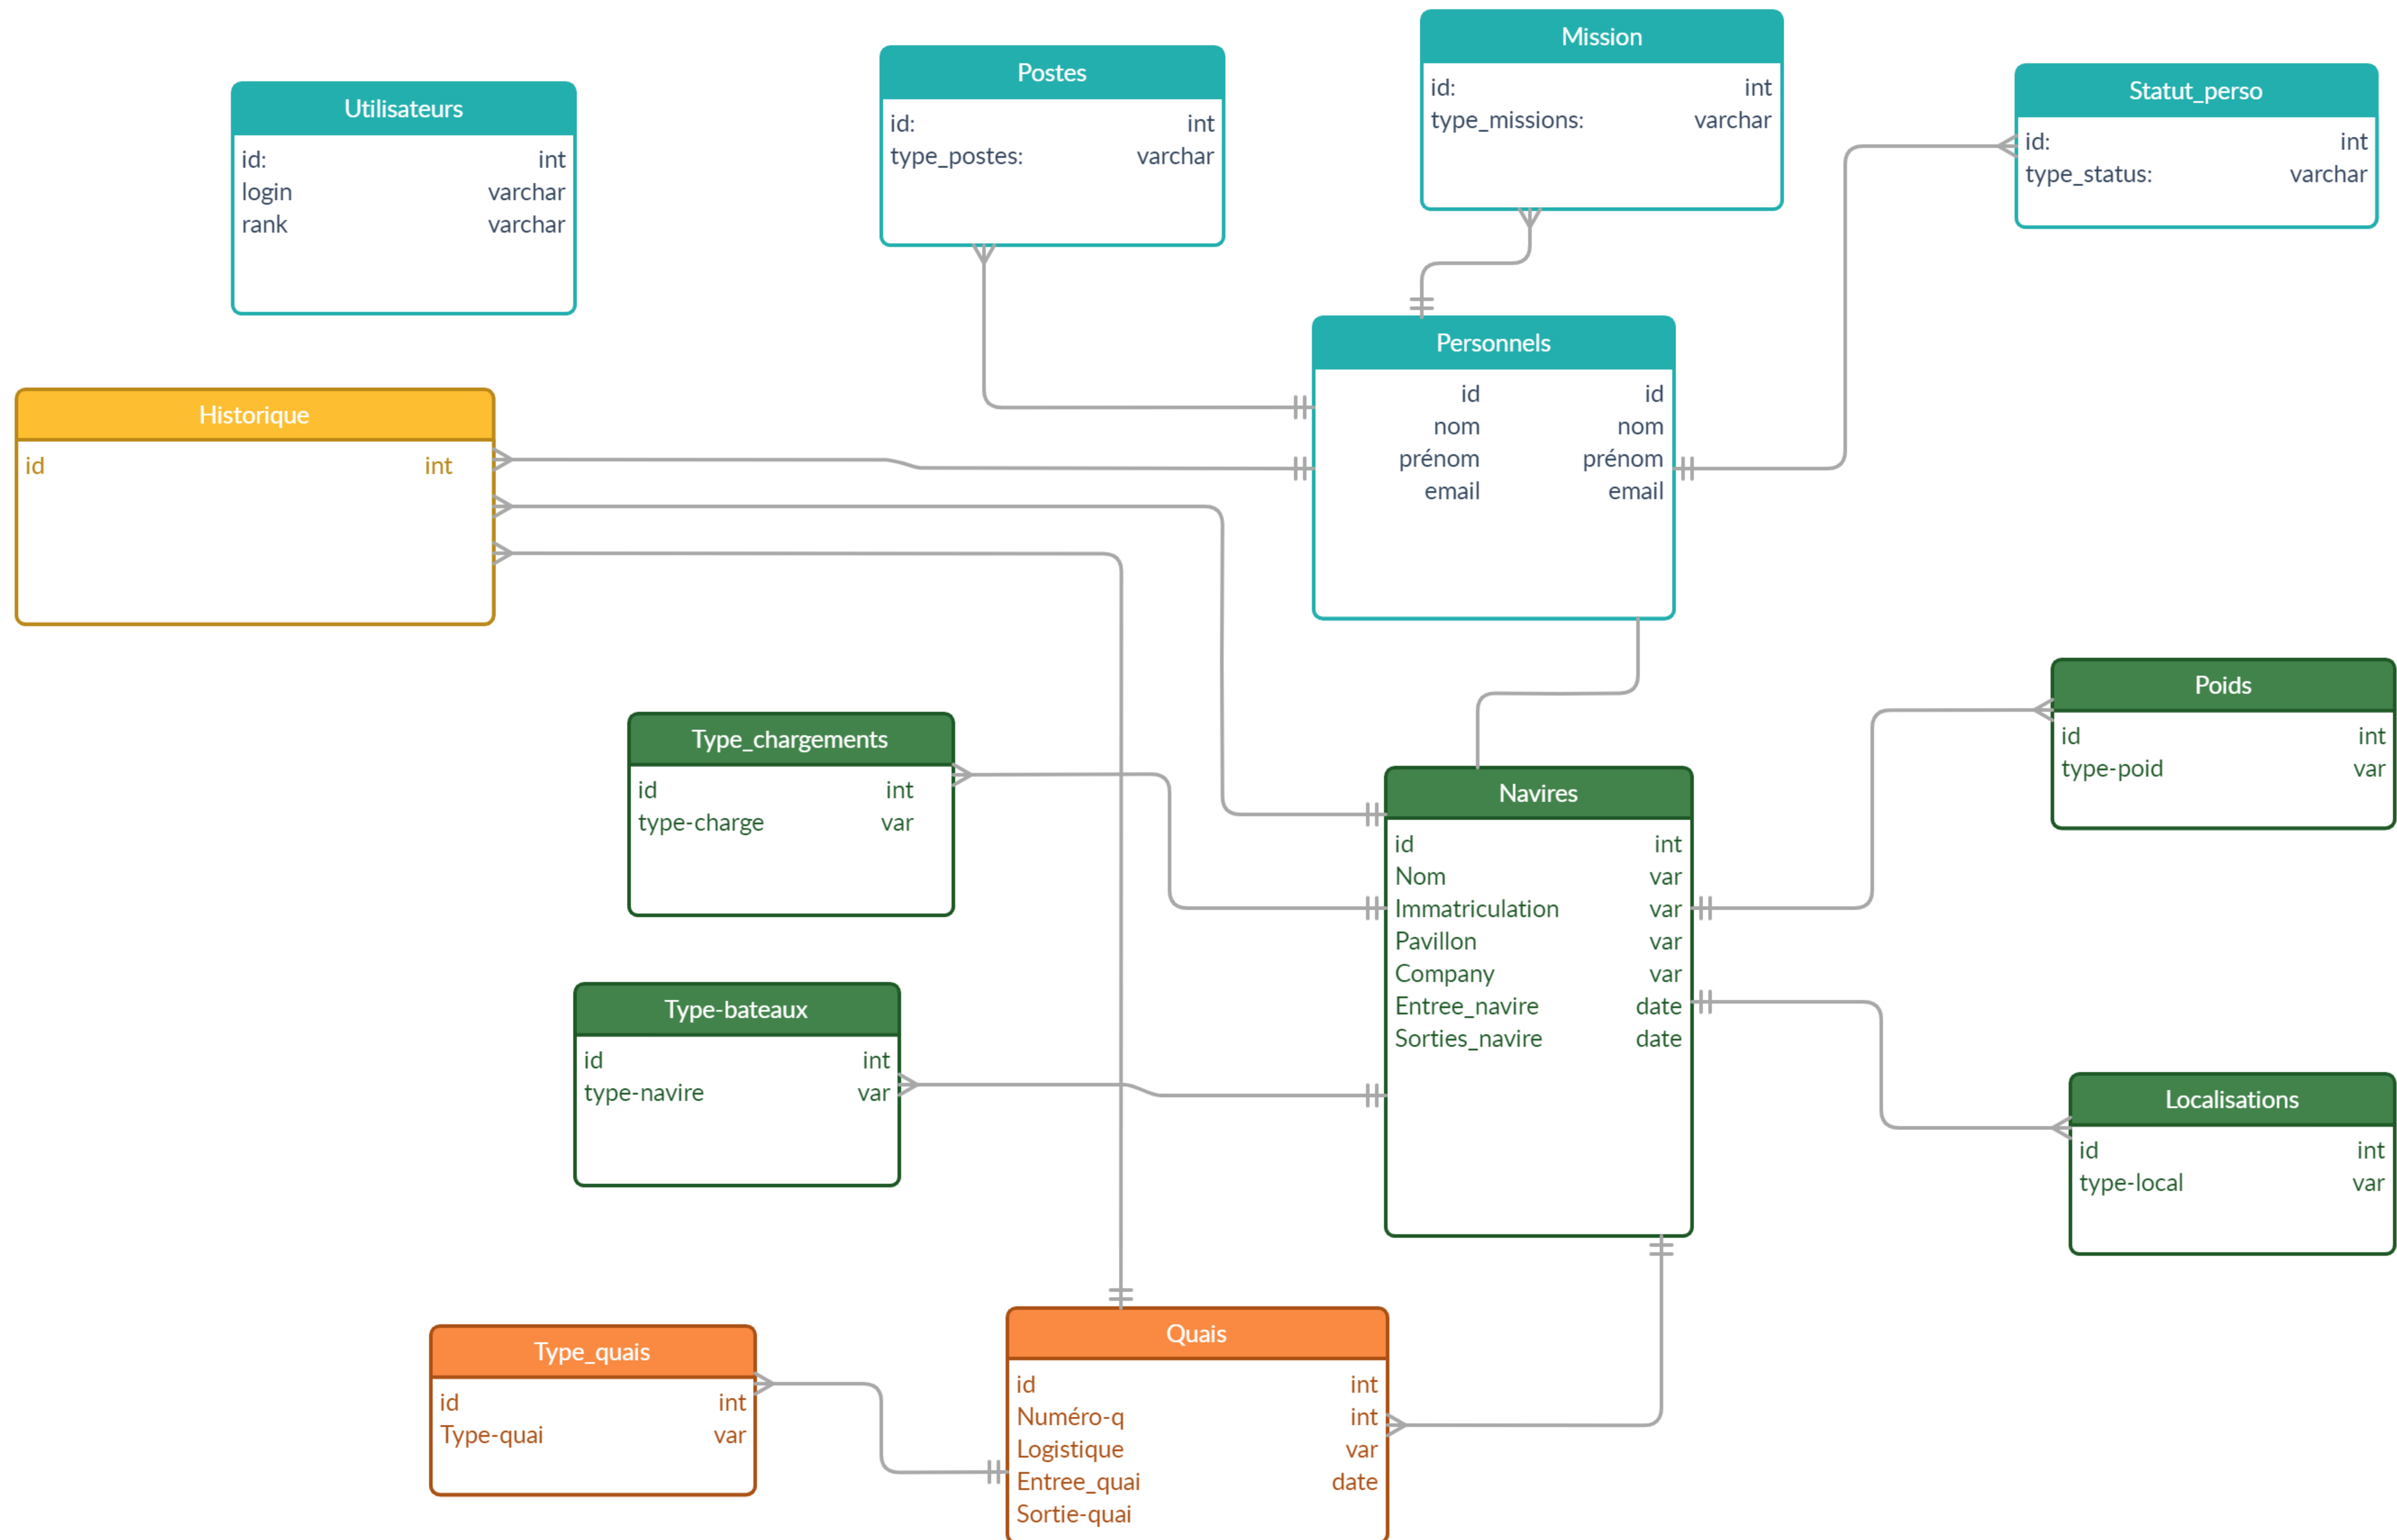 Mission
id: int
type_missions: varchar
Postes
id: int
type_postes: varchar
Statut_perso
id: int
type_status: varchar
Utilisateurs
id: int
login varchar
rank varchar
Personnels
id id
nom nom
prénom prénom
email email
Historique
id int
Poids
id int
type-poid var
Type_chargements
id int
type-charge var
Navires
id int
Nom var
Immatriculation var
Pavillon var
Company var
Entree_navire date
Sorties_navire date
Type-bateaux
id int
type-navire var
Localisations
id int
type-local var
Quais
id int
Numéro-q int
Logistique var
Entree_quai date
Sortie-quai
Type_quais
id int
Type-quai var